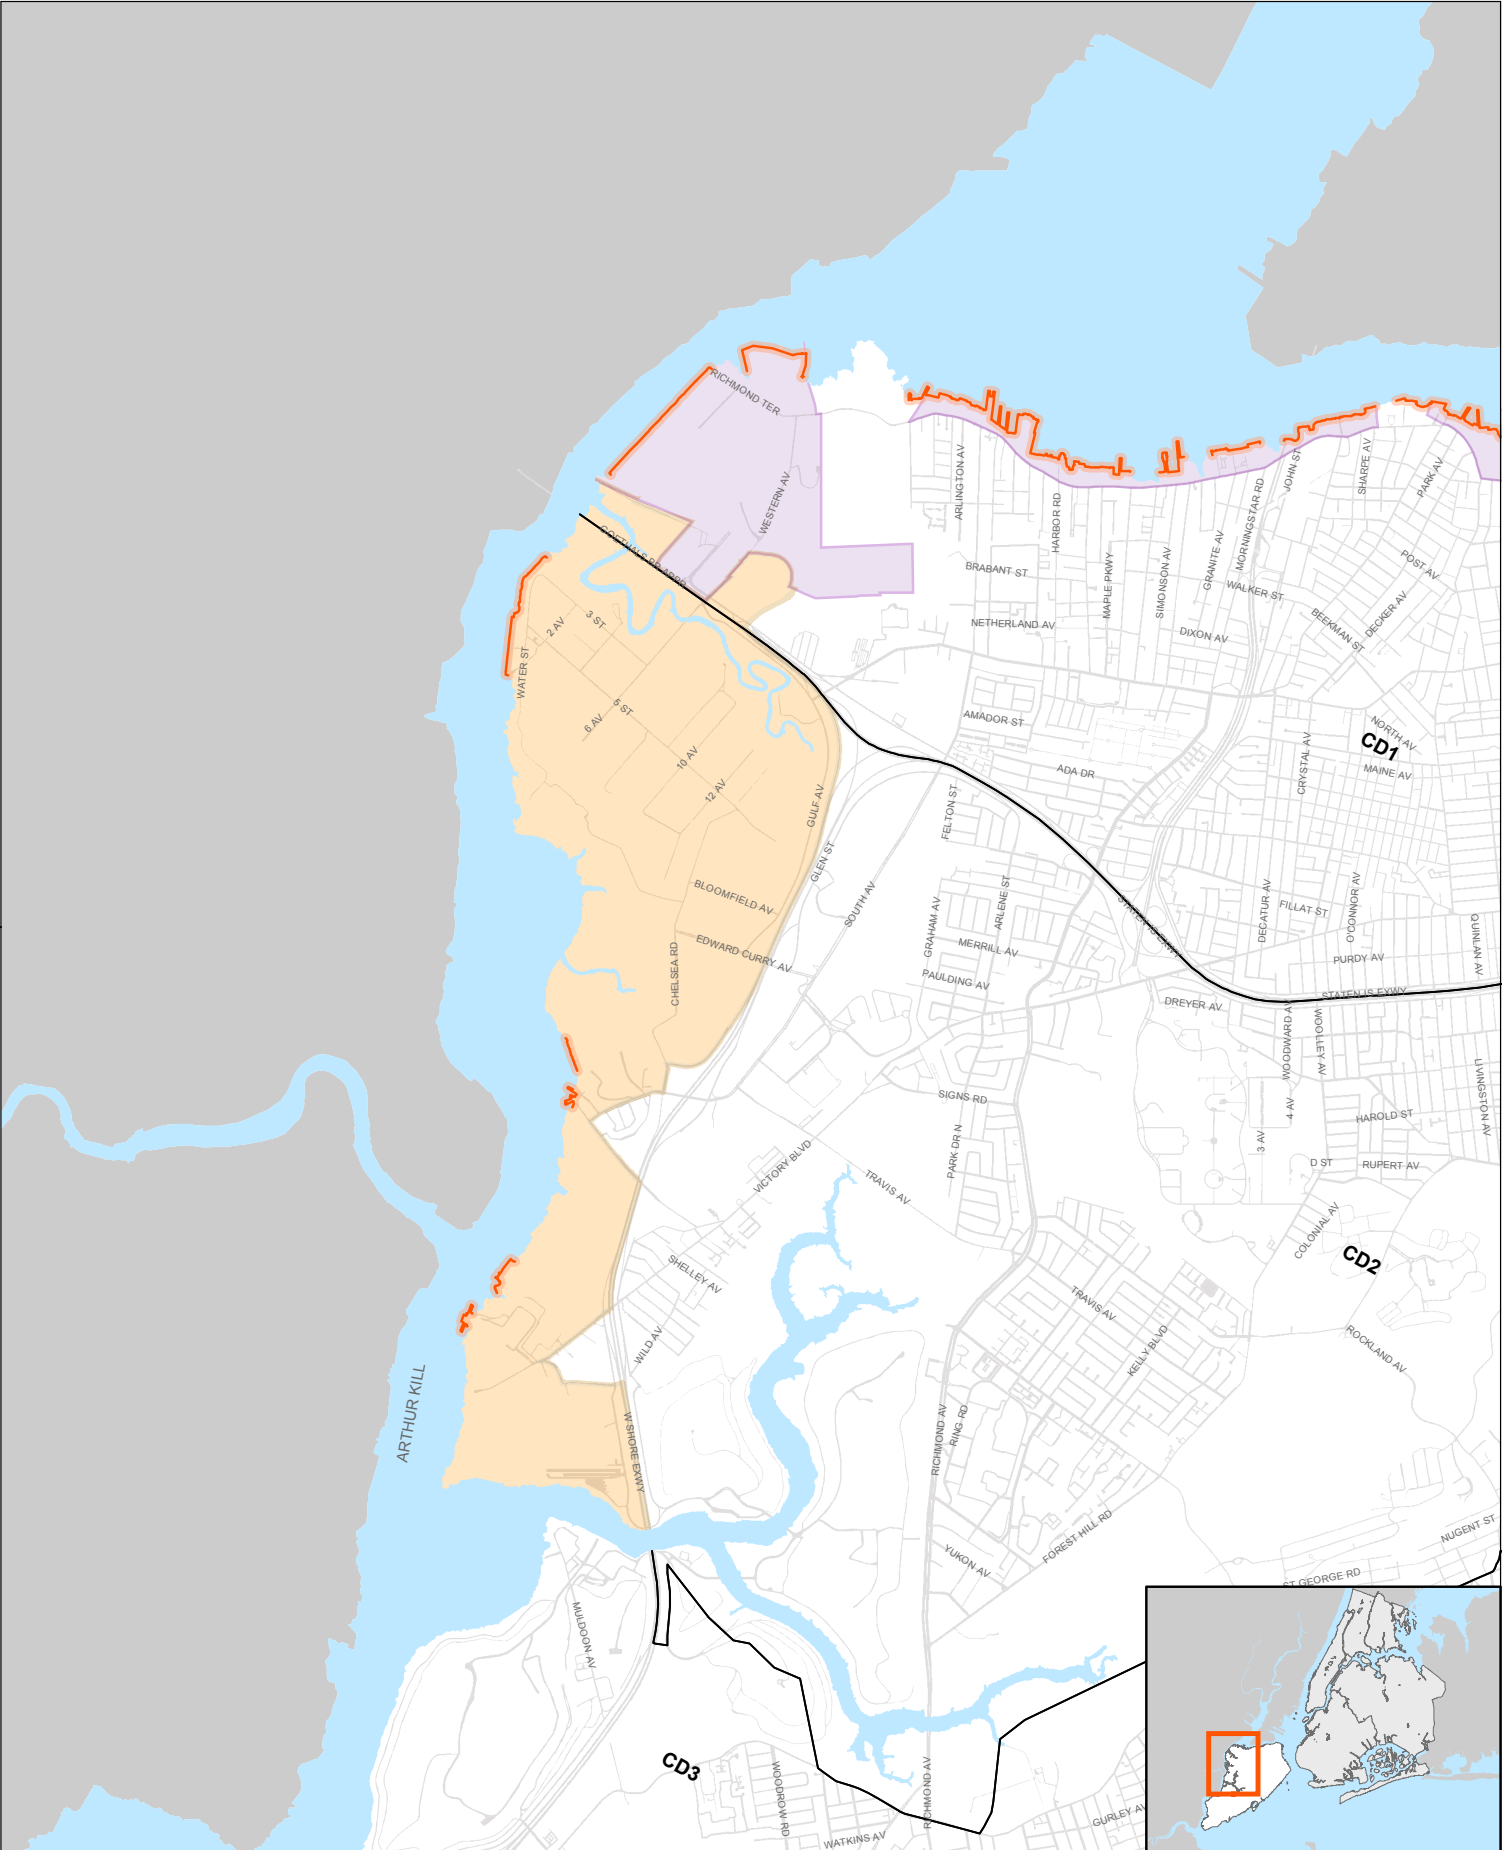 RICHMOND TER
WESTERN AV
ARLINGTON AV
HARBOR RD
MORNINGSTAR RD
JOHN ST
SHARPE AV
PARK AV
GRANITE AV
SIMONSON AV
MAPLE PKWY
BRABANT ST
WALKER ST
POST AV
DECKER AV
BEEKMAN ST
NETHERLAND AV
DIXON AV
2 AV
3 ST
WATER ST
5 ST
6 AV
10 AV
12 AV
GULF AV
GLEN ST
AMADOR ST
NORTH AV
CD1
MAINE AV
CRYSTAL AV
ADA DR
FELTON ST
SOUTH AV
BLOOMFIELD AV
EDWARD CURRY AV
CHELSEA RD
GRAHAM AV
ARLENE ST
MERRILL AV
PAULDING AV
STATEN IS EXWY
DECATUR AV
FILLAT ST
O'CONNOR AV
QUINLAN AV
PURDY AV
STATEN IS EXWY
DREYER AV
WOODWARD AV
WOOLLEY AV
LIVINGSTON AV
SIGNS RD
4 AV
HAROLD ST
3 AV
D ST
RUPERT AV
PARK DR N
VICTORY BLVD
TRAVIS AV
COLONIAL AV
CD2
SHELLEY AV
TRAVIS AV
WILD AV
KELLY BLVD
ROCKLAND AV
ARTHUR KILL
W SHORE EXWY
RICHMOND AV
RING RD
FOREST HILL RD
YUKON AV
NUGENT ST
ST GEORGE RD
MULDOON AV
CD3
WOODROW RD
RICHMOND AV
WATKINS AV
GURLEY AV